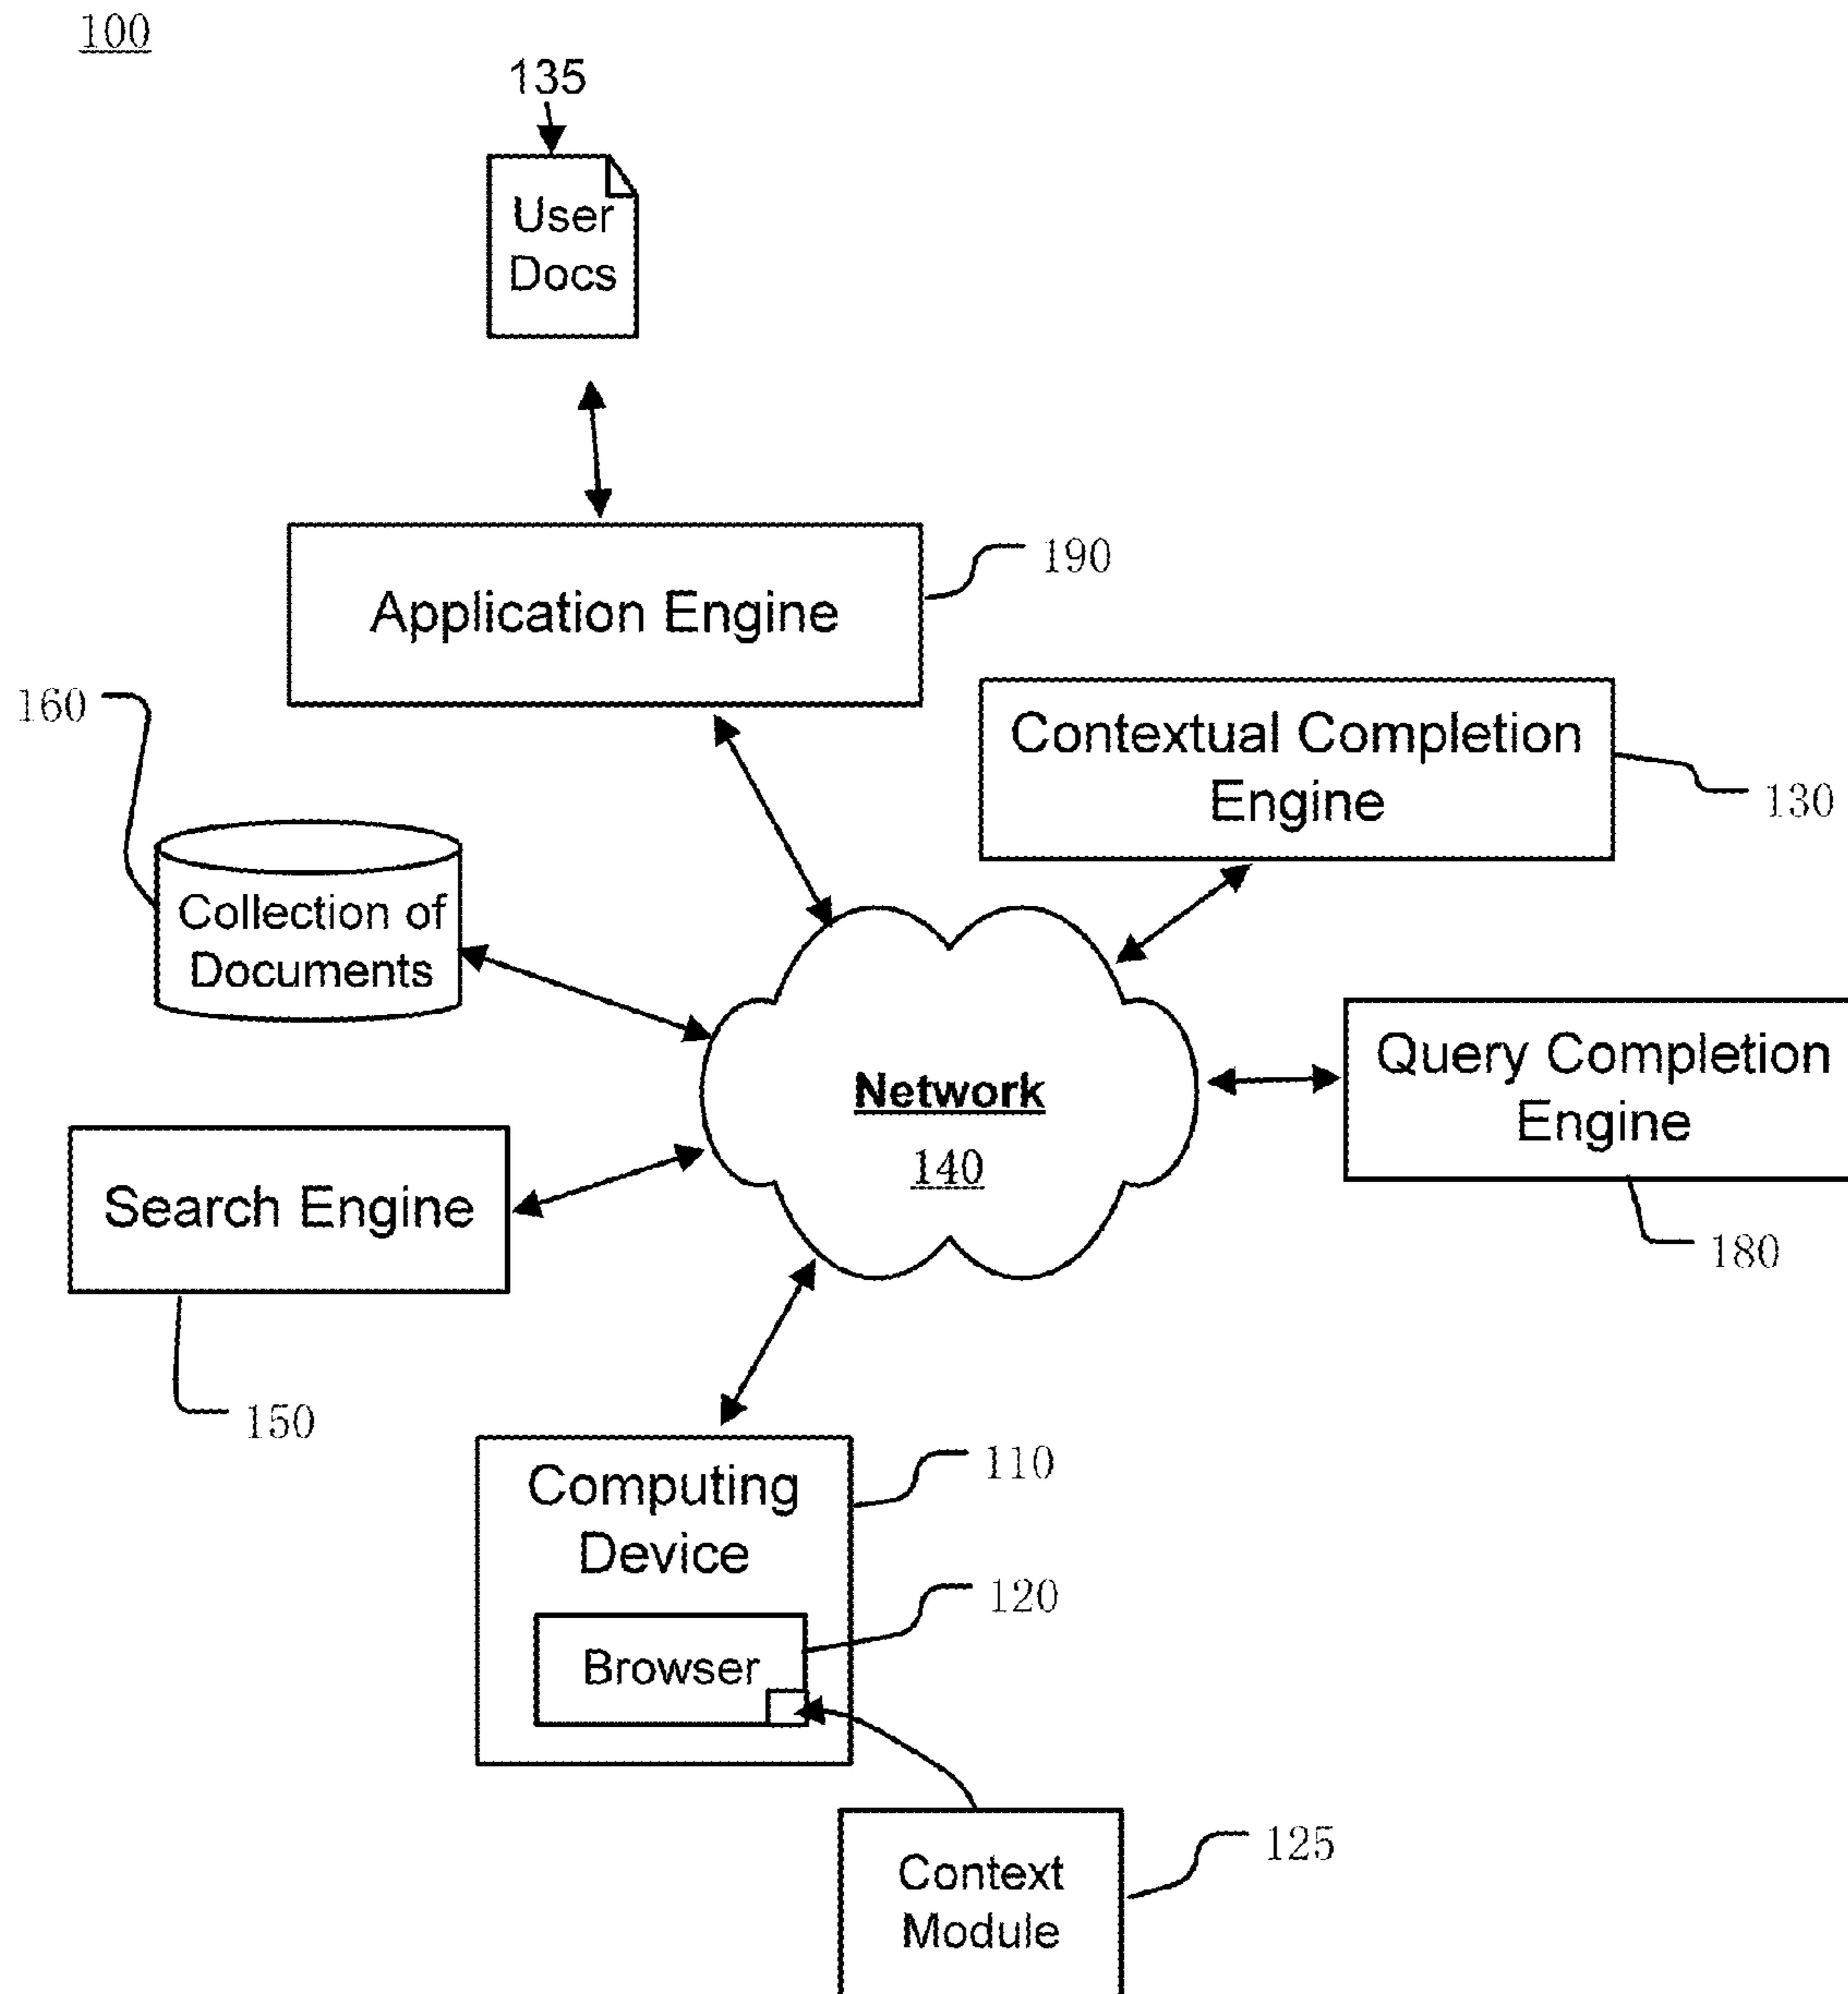 100
135
User
Docs
Application Engine
190
160
Contextual Completion
Engine
130
Collection of
Documents
Network
140
Query Completion
Engine
180
Search Engine
150
Computing
Device
110
Browser
120
Context
Module
125